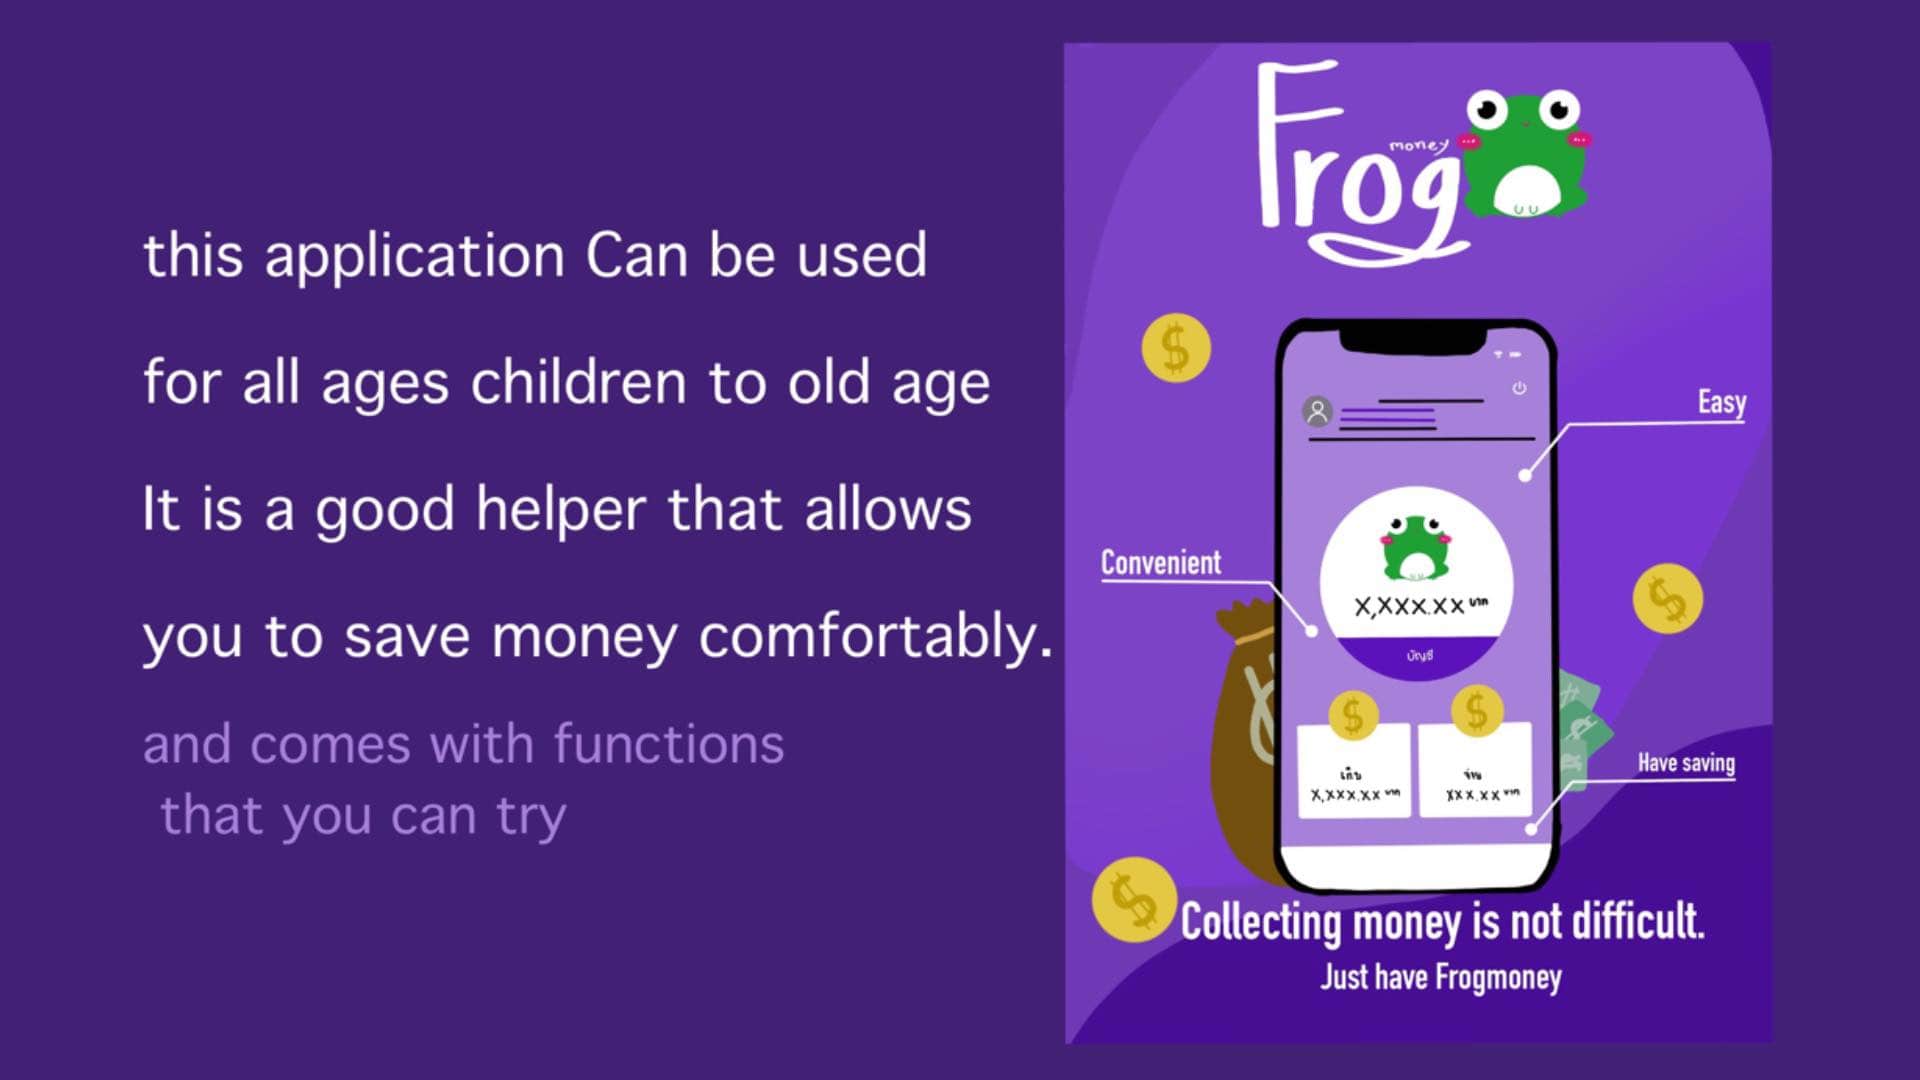 this application Can be used
for all ages children to old age
It is a good helper that allows
you to save money comfortably.
and comes with functions
that you can try
Frog
money
Easy
Convenient
X,XXX.XX บาท
บัญชี
เก็บ
X,XXX.XX บาท
จ่าย
XXX.XX บาท
Have saving
Collecting money is not difficult.
Just have Frogmoney